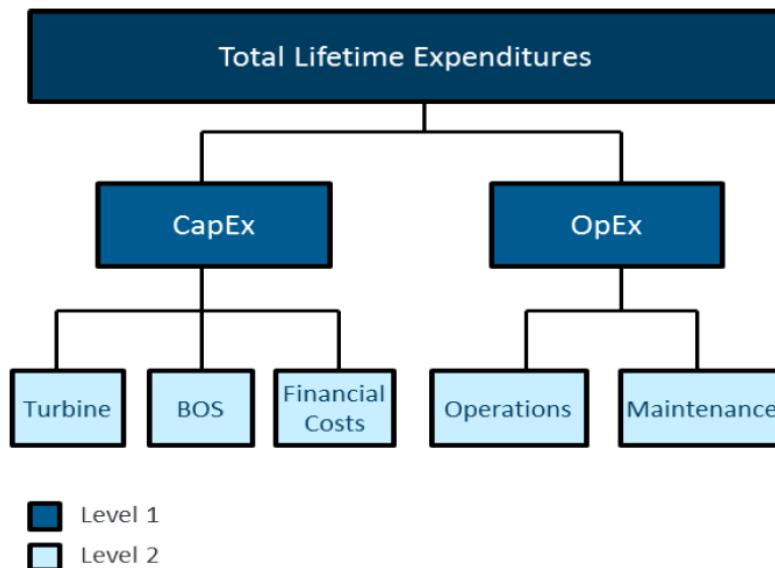 Total Lifetime Expenditures
CapEx
OpEx
Turbine
BOS
Financial
Costs
Operations
Maintenance
Level 1
Level 2